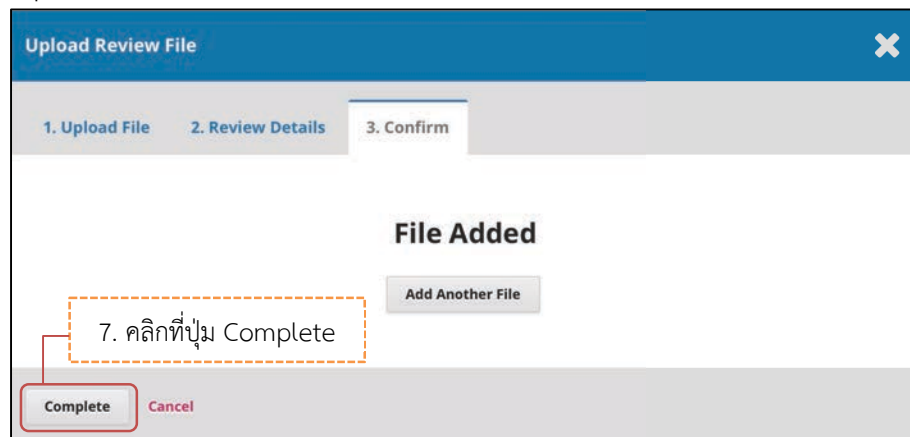 Upload Review File
1. Upload File 2. Review Details 3. Confirm
File Added
Add Another File
7. คลิกที่ปุ่ม Complete
Complete Cancel